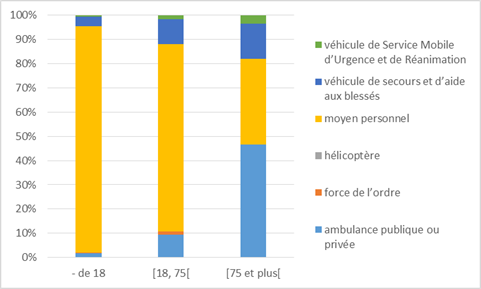 100%
90%
80%
70%
60%
50%
40%
30%
20%
10%
0%
- de 18
[18, 75[
[75 et plus[
véhicule de Service Mobile
d'Urgence et de Réanimation
véhicule de secours et d'aide
aux blessés
moyen personnel
hélicoptère
force de l'ordre
ambulance publique ou
privée